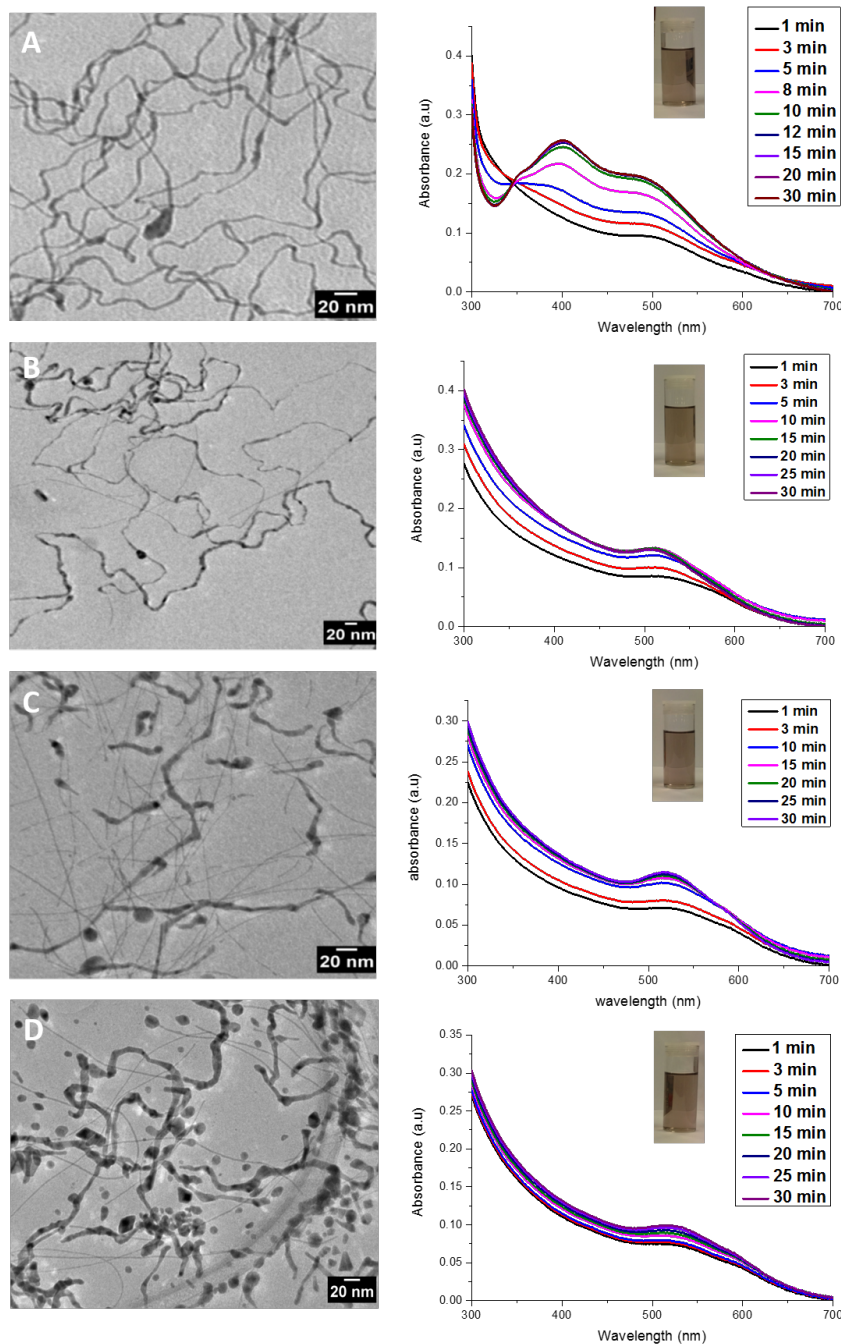 A
20 nm
0.4
0.3
0.2
0.1
0.0
Absorbance (a.u)
300
400
500
600
700
Wavelength (nm)
1 min
3 min
5 min
8 min
10 min
12 min
15 min
20 min
30 min
B
20 nm
0.4
0.3
0.2
0.1
0.0
Absorbance (a.u)
300
400
500
600
700
Wavelength (nm)
1 min
3 min
5 min
10 min
15 min
20 min
25 min
30 min
C
20 nm
0.30
0.25
0.20
0.15
0.10
0.05
0.00
absorbance (a.u)
300
400
500
600
700
wavelength (nm)
1 min
3 min
10 min
15 min
20 min
25 min
30 min
D
20 nm
0.35
0.30
0.25
0.20
0.15
0.10
0.05
0.00
Absorbance (a.u)
300
400
500
600
700
Wavelength (nm)
1 min
3 min
5 min
10 min
15 min
20 min
25 min
30 min